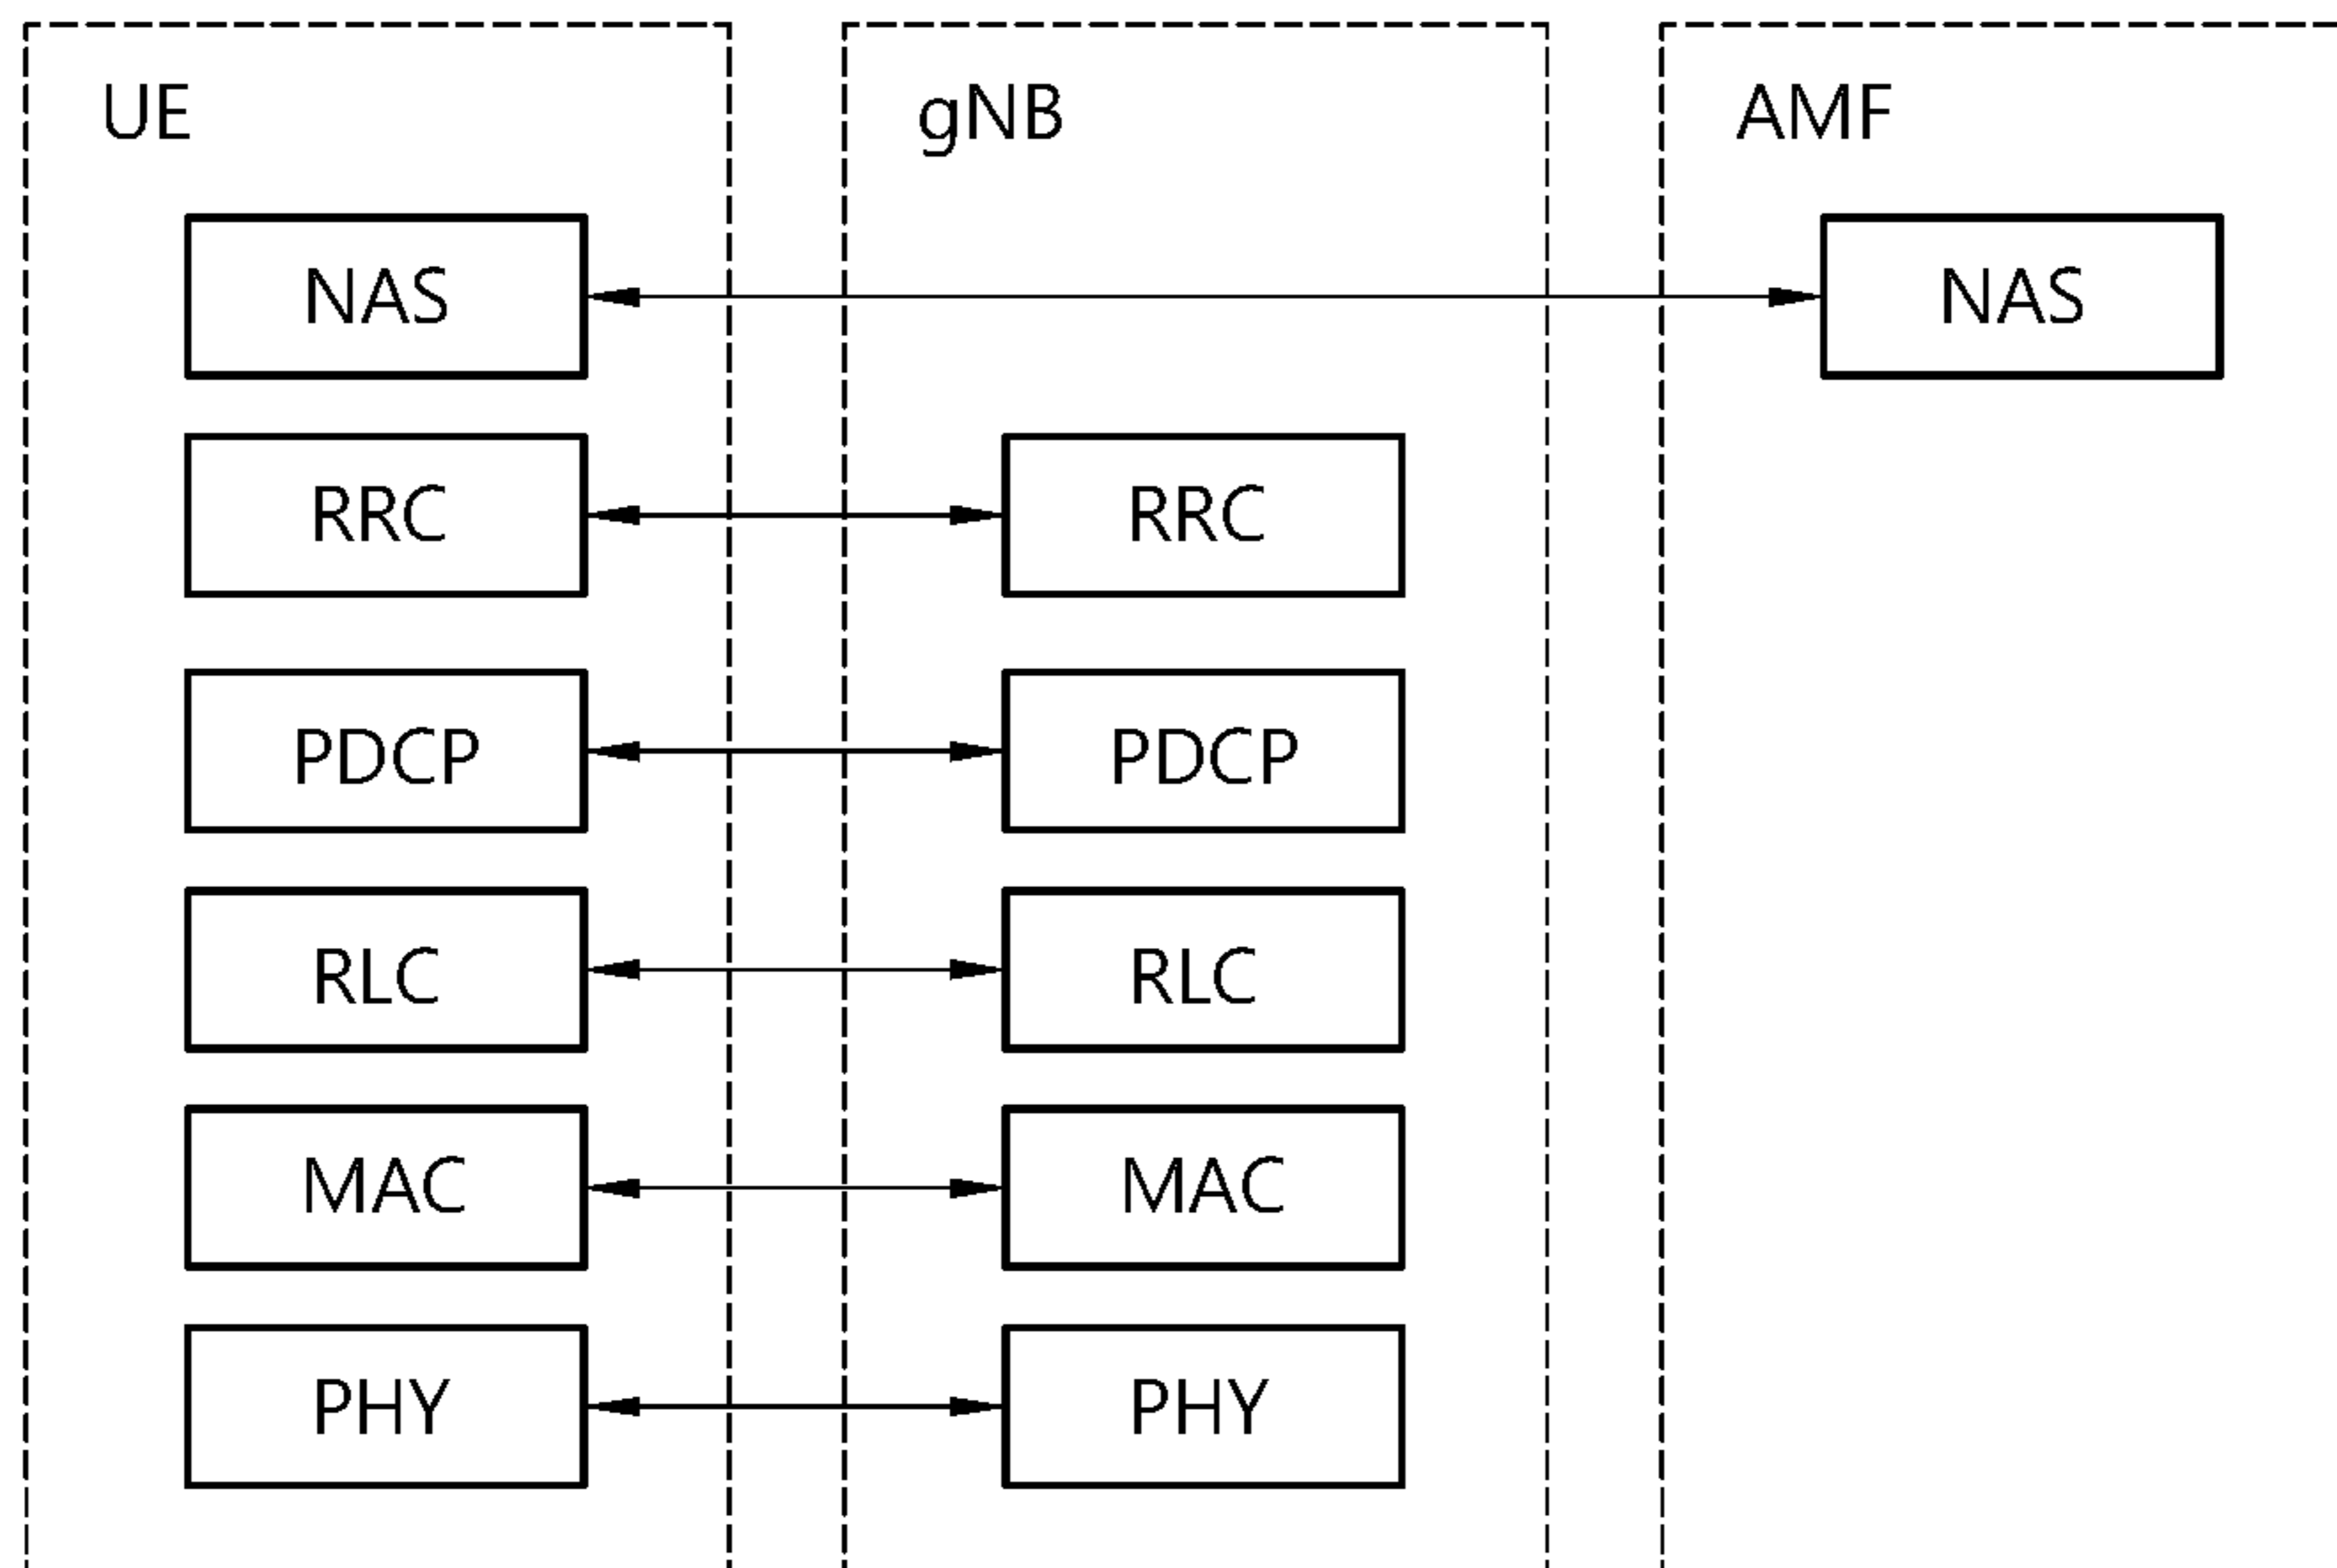 UE gNB AMF
NAS NAS
RRC RRC
PDCP PDCP
RLC RLC
MAC MAC
PHY PHY